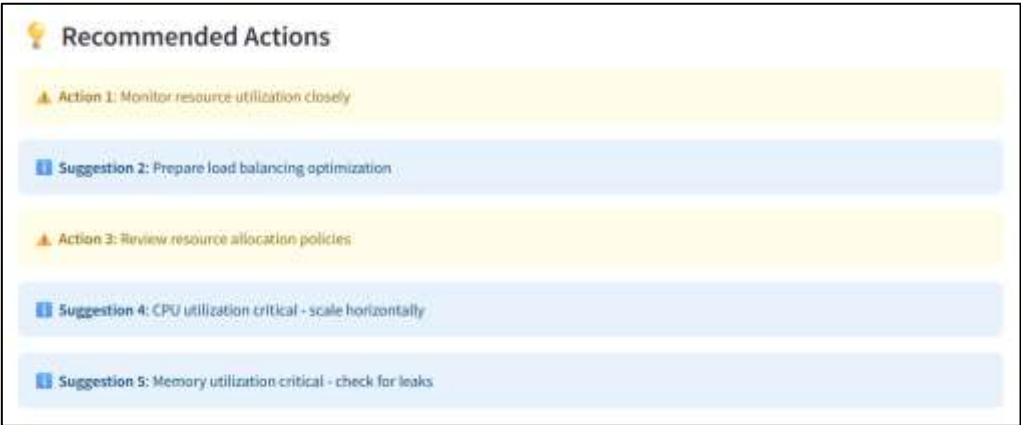 Recommended Actions
Action 1: Monitor resource utilization closely
Suggestion 2: Prepare load balancing optimization
Action 3: Review resource allocation policies
Suggestion 4: CPU utilization critical - scale horizontally
Suggestion 5: Memory utilization critical - check for leaks